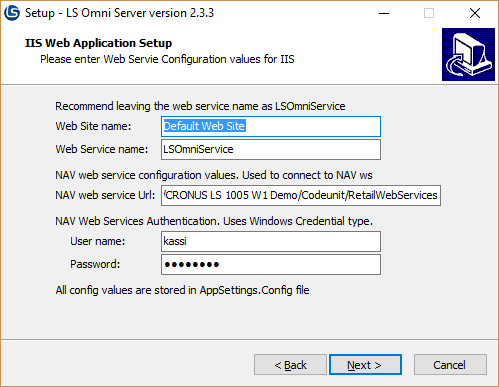 Setup - LS Omni Server version 2.3.3
IIS Web Application Setup
Please enter Web Servie Configuration values for IIS
Recommend leaving the web service name as LSOmniService
Web Site name: Default Web Site
Web Service name: LSOmniService
NAV web service configuration values. Used to connect to NAV ws
NAV web service Url: /CRONUS LS 1005 W1 Demo/Codeunit/RetailWebServices
NAV Web Services Authentication. Uses Windows Credential type.
User name: kassi
Password: ●●●●●●●●
All config values are stored in AppSettings.Config file
< Back Next > Cancel